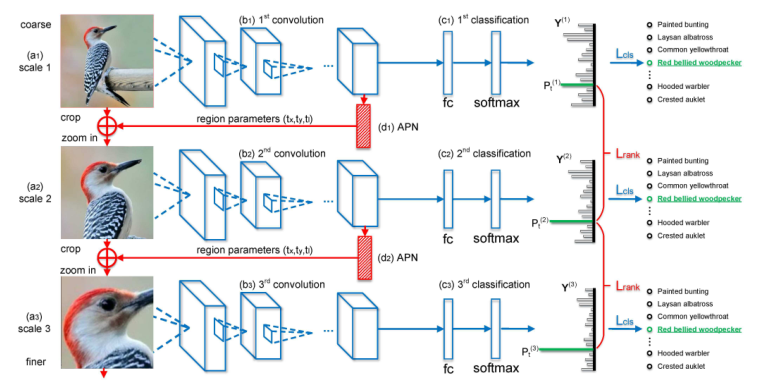 coarse
(a1)
scale 1
(b1) 1st convolution
(c1) 1st classification
Y(1)
...
fc
softmax
Pt(1)
Lcls
Painted bunting
Laysan albatross
Common yellowthroat
Red bellied woodpecker
Hooded warbler
Crested auklet
crop
zoom in
region parameters (tx,ty,tl)
(d1) APN
Lrank
(a2)
scale 2
(b2) 2nd convolution
(c2) 2nd classification
Y(2)
...
fc
softmax
Pt(2)
Lcls
Painted bunting
Laysan albatross
Common yellowthroat
Red bellied woodpecker
Hooded warbler
Crested auklet
crop
zoom in
region parameters (tx,ty,tl)
(d2) APN
Lrank
(a3)
scale 3
finer
(b3) 3rd convolution
(c3) 3rd classification
Y(3)
...
fc
softmax
Pt(3)
Lcls
Painted bunting
Laysan albatross
Common yellowthroat
Red bellied woodpecker
Hooded warbler
Crested auklet